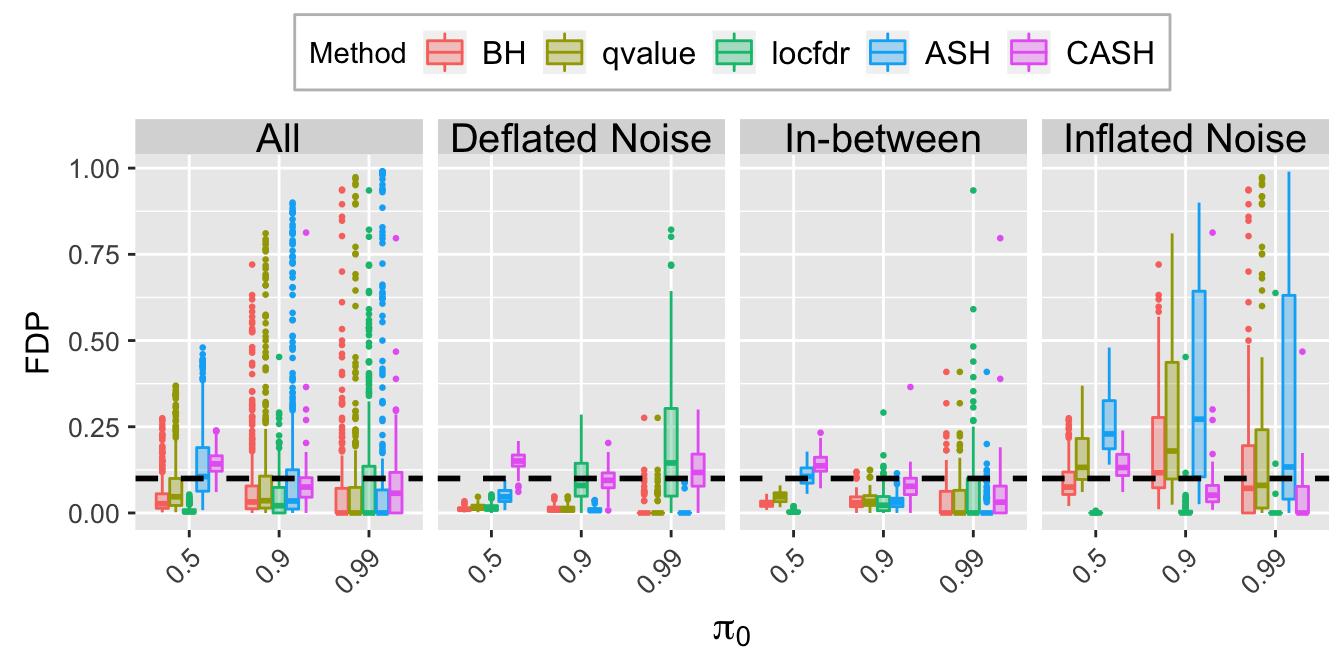 Method BH qvalue locfdr ASH CASH
All Deflated Noise In-between Inflated Noise
1.00
0.75
0.50
0.25
0.00
FDP
0.5 0.9 0.99 0.5 0.9 0.99 0.5 0.9 0.99 0.5 0.9 0.99
π₀